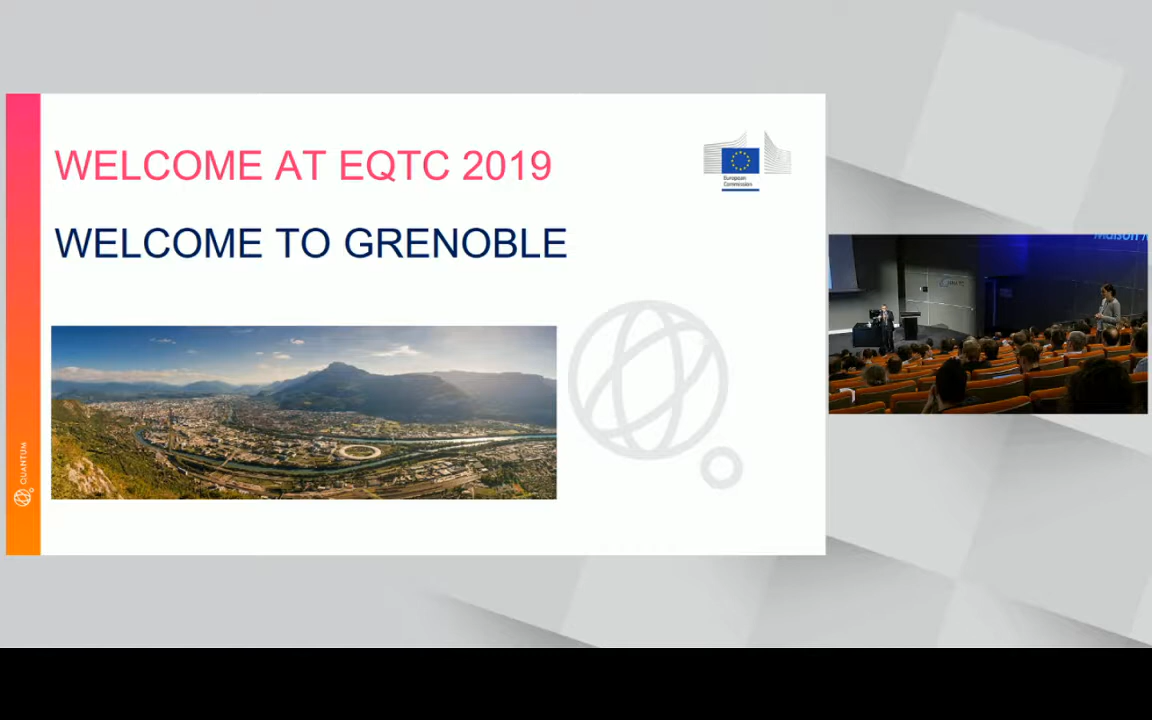 WELCOME AT EQTC 2019
WELCOME TO GRENOBLE
European
Commission
QUANTUM